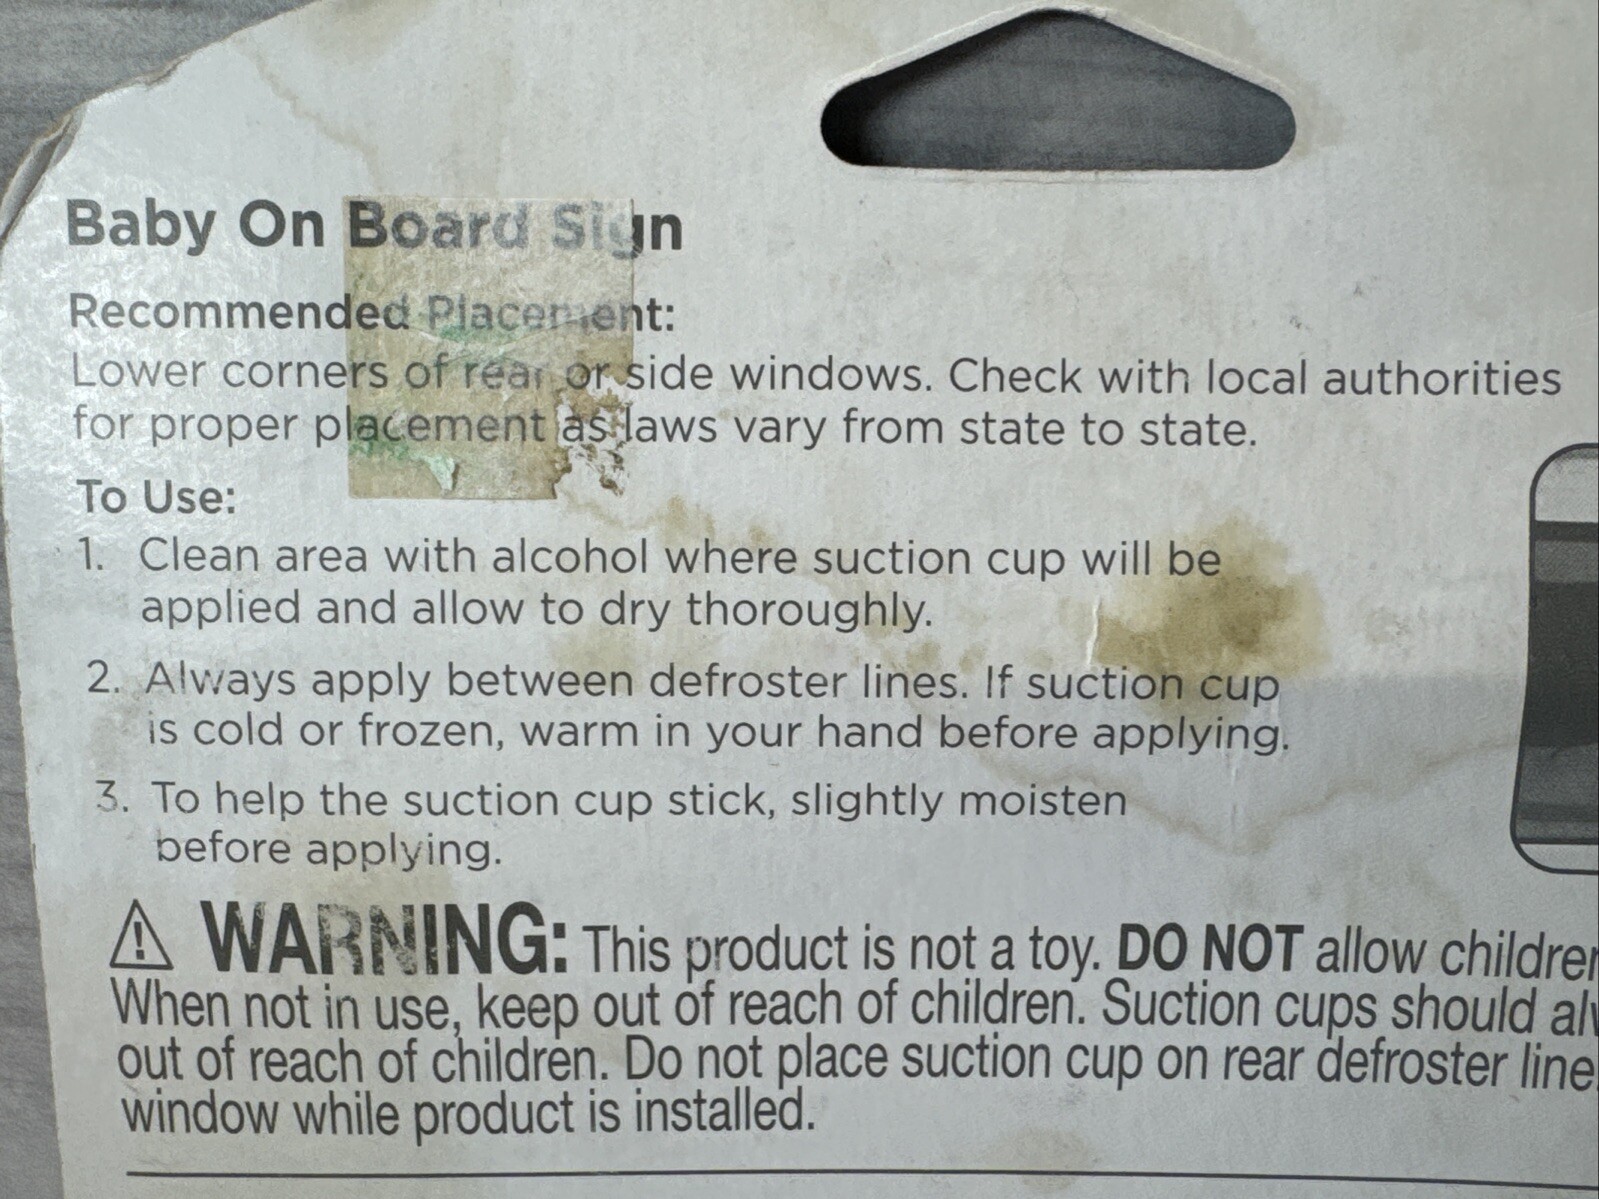 Baby On Board Sign
Recommended Placement:
Lower corners of rear or side windows. Check with local authorities
for proper placement as laws vary from state to state.
To Use:
1. Clean area with alcohol where suction cup will be
applied and allow to dry thoroughly.
2. Always apply between defroster lines. If suction cup
is cold or frozen, warm in your hand before applying.
3. To help the suction cup stick, slightly moisten
before applying.
WARNING: This product is not a toy. DO NOT allow
When not in use, keep out of reach of children. Suction cups should
out of reach of children. Do not place suction cup on rear defroster
window while product is installed.